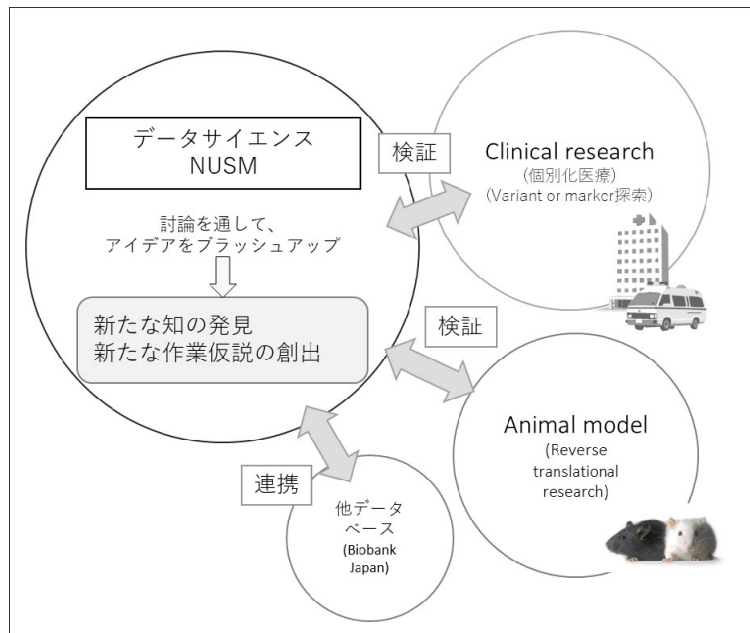 データサイエンス
NUSM
討論を通して、
アイデアをブラッシュアップ
新たな知の発見
新たな作業仮説の創出
検証
Clinical research
(個別化医療)
(Variant or marker探索)
検証
Animal model
(Reverse
translational
research)
連携
他データ
ベース
(Biobank
Japan)